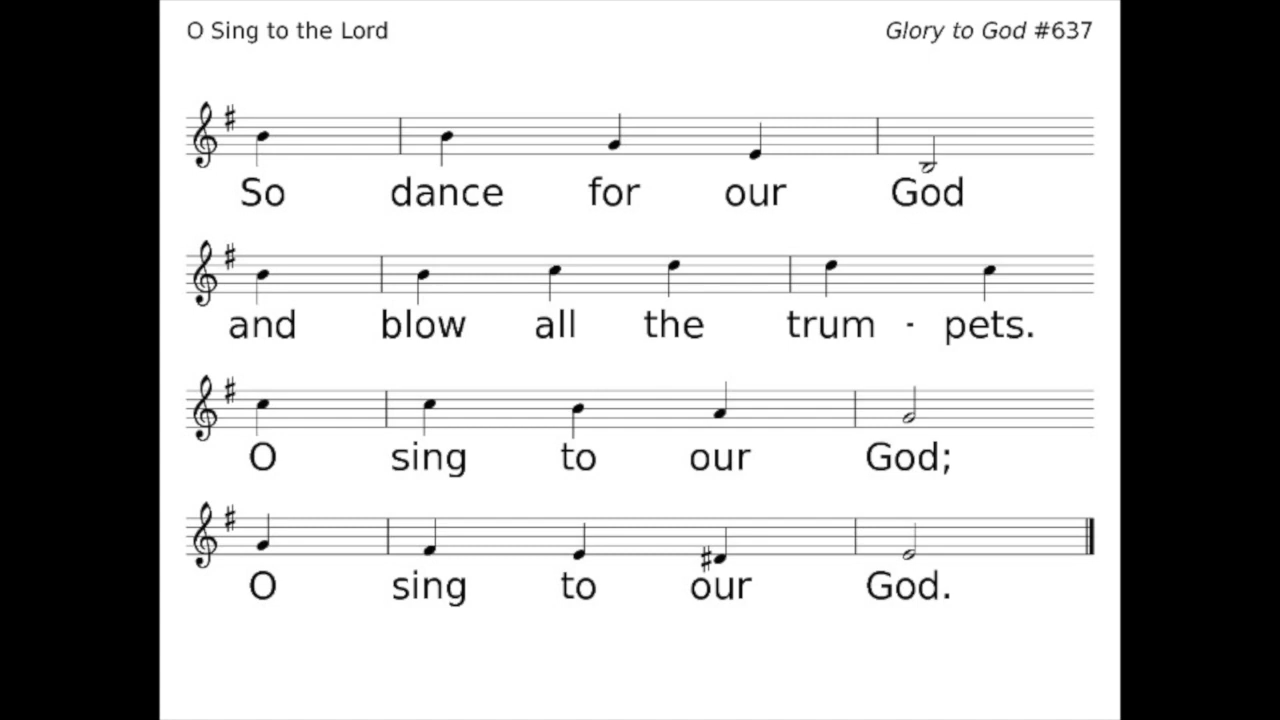 O Sing to the Lord Glory to God #637
So dance for our God
and blow all the trum - pets.
O sing to our God;
O sing to our God.